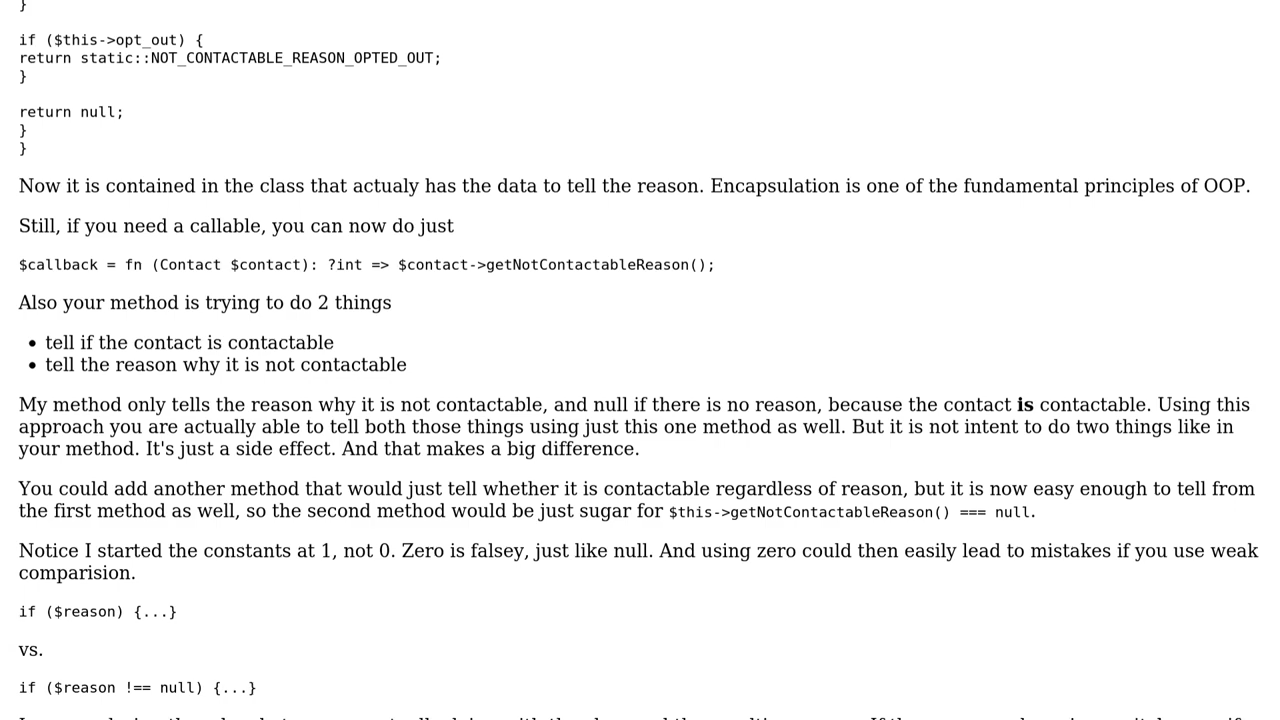 }
if ($this->opt_out) {
return static::NOT_CONTACTABLE_REASON_OPTED_OUT;
}
return null;
}
}
Now it is contained in the class that actualy has the data to tell the reason. Encapsulation is one of the fundamental principles of OOP.
Still, if you need a callable, you can now do just
$callback = fn (Contact $contact): ?int => $contact->getNotContactableReason();
Also your method is trying to do 2 things
• tell if the contact is contactable
• tell the reason why it is not contactable
My method only tells the reason why it is not contactable, and null if there is no reason, because the contact is contactable. Using this
approach you are actually able to tell both those things using just this one method as well. But it is not intent to do two things like in
your method. It's just a side effect. And that makes a big difference.
You could add another method that would just tell whether it is contactable regardless of reason, but it is now easy enough to tell from
the first method as well, so the second method would be just sugar for $this->getNotContactableReason() === null.
Notice I started the constants at 1, not 0. Zero is falsey, just like null. And using zero could then easily lead to mistakes if you use weak
comparision.
if ($reason) {...}
vs.
if ($reason !== null) {...}